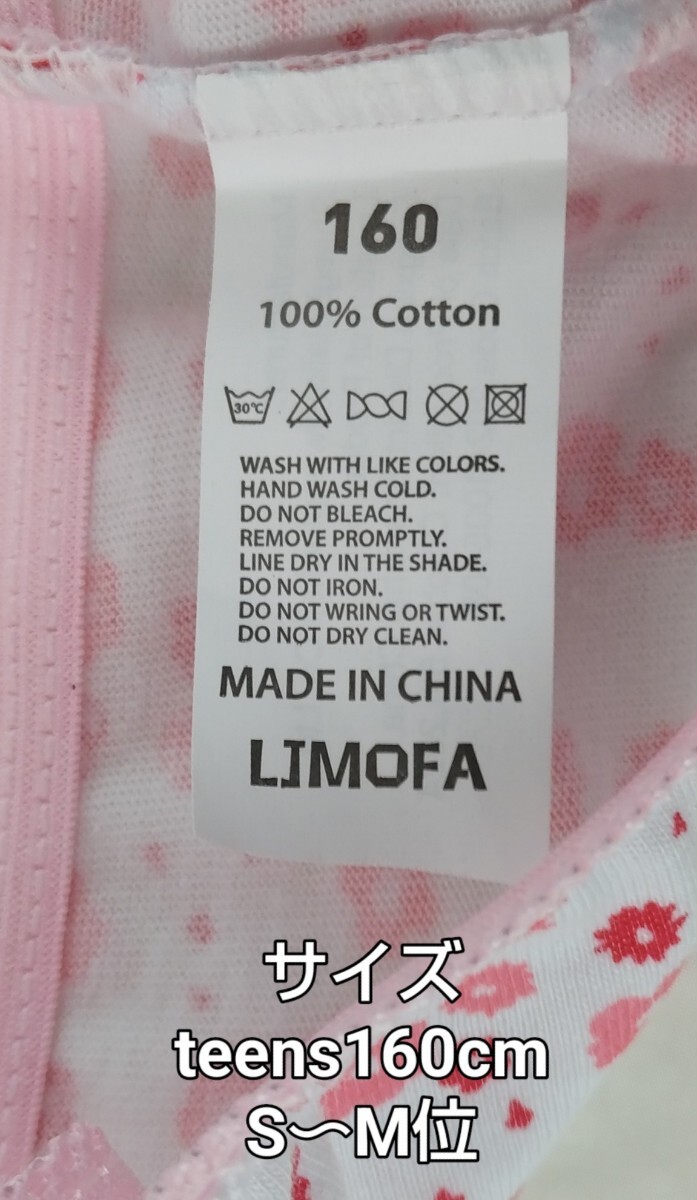 160
100% Cotton
30℃
WASH WITH LIKE COLORS.
HAND WASH COLD.
DO NOT BLEACH.
REMOVE PROMPTLY.
LINE DRY IN THE SHADE.
DO NOT IRON.
DO NOT WRING OR TWIST.
DO NOT DRY CLEAN.
MADE IN CHINA
LIMOFA
サイズ
teens160cm
S〜M位